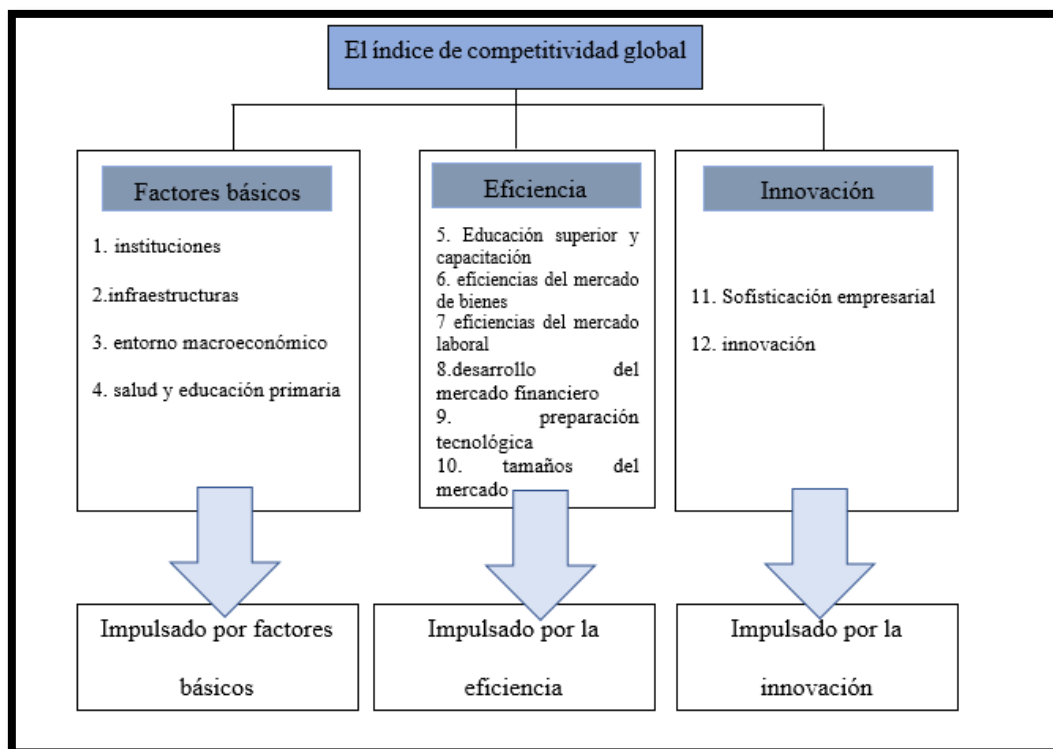 El índice de competitividad global
Factores básicos
1. instituciones
2.infraestructuras
3. entorno macroeconómico
4. salud y educación primaria
Eficiencia
5. Educación superior y
capacitación
6. eficiencias del mercado
de bienes
7 eficiencias del mercado
laboral
8.desarrollo del
mercado financiero
9. preparación
tecnológica
10. tamaños del
mercado
Innovación
11. Sofisticación empresarial
12. innovación
Impulsado por factores
básicos
Impulsado por la
eficiencia
Impulsado por la
innovación